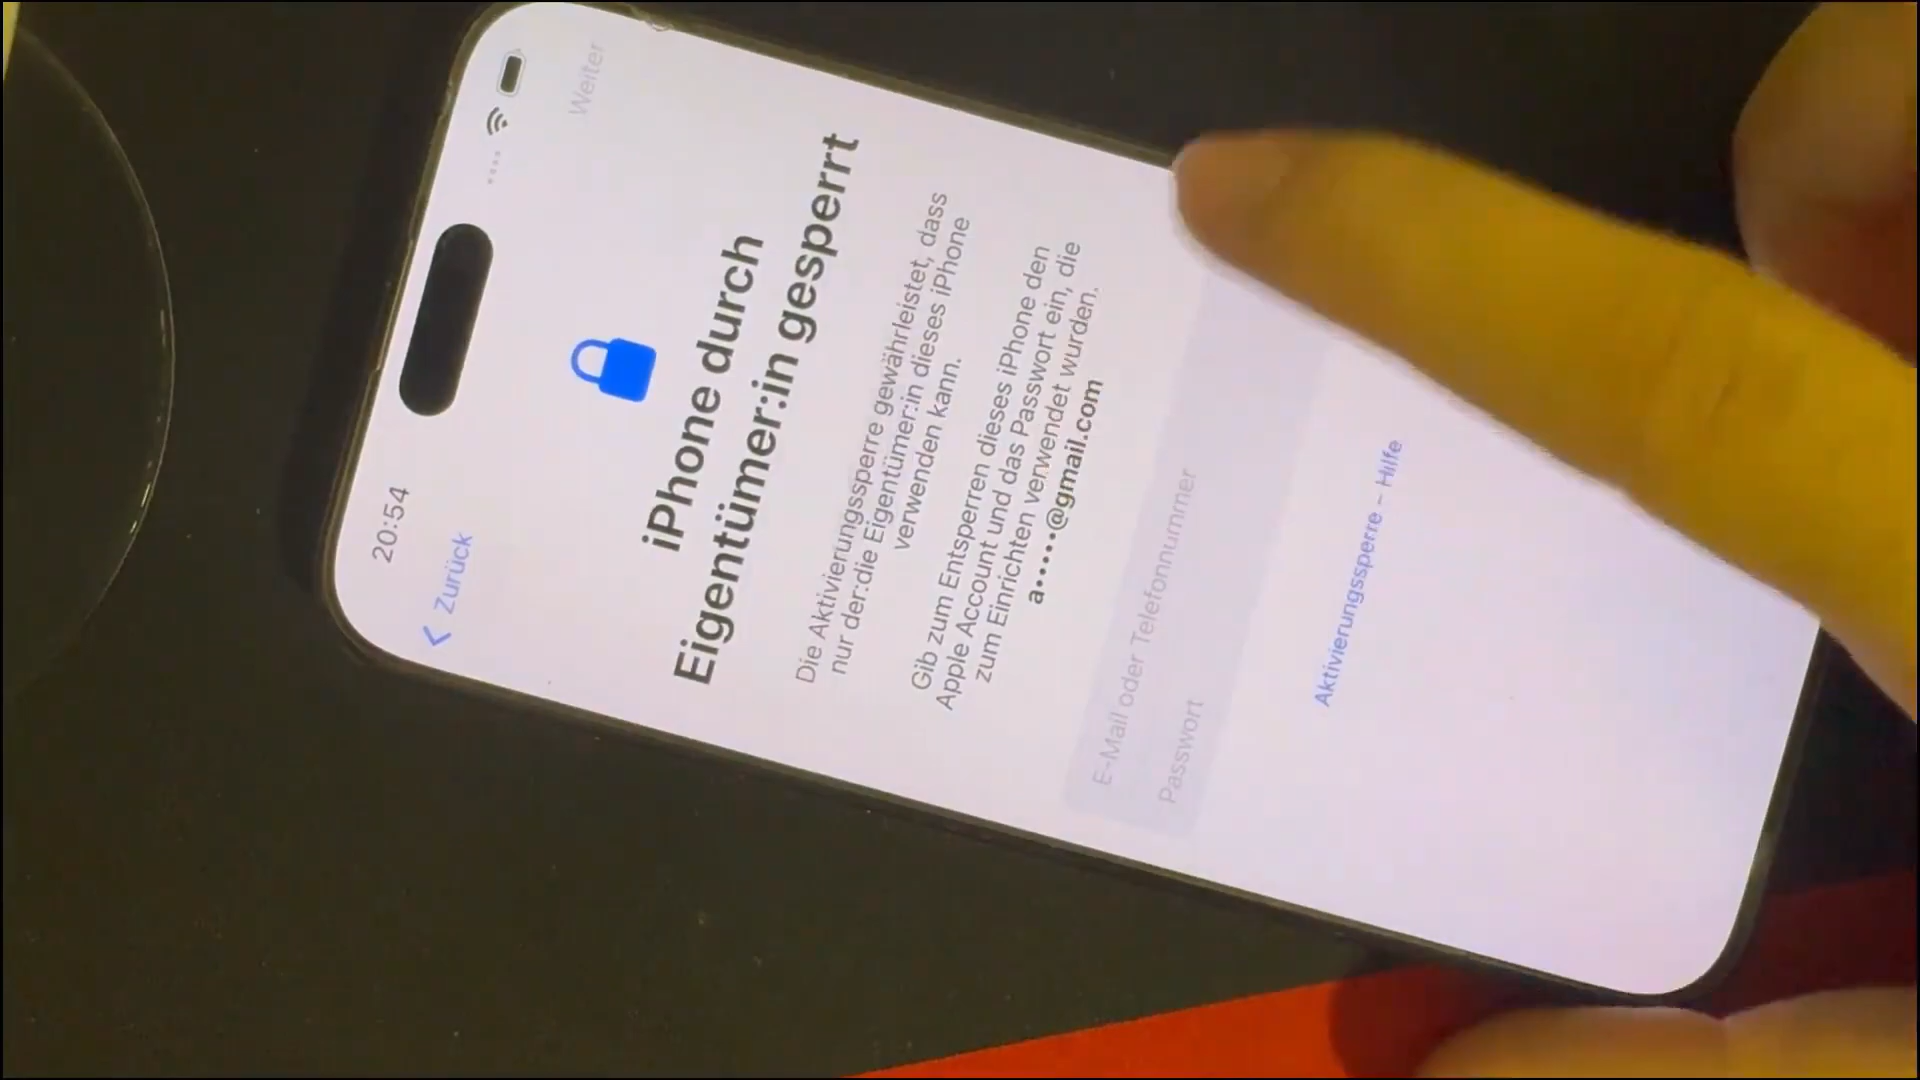 20:54
Zurück
Weiter
iPhone durch
Eigentümer:in gesperrt
Die Aktivierungssperre gewährleistet, dass
nur der:die Eigentümer:in dieses iPhone
verwenden kann.
Gib zum Entsperren dieses iPhone den
Apple Account und das Passwort ein, die
zum Einrichten verwendet wurden.
a•••••@gmail.com
E-Mail oder Telefonnummer
Passwort
Aktivierungssperre – Hilfe